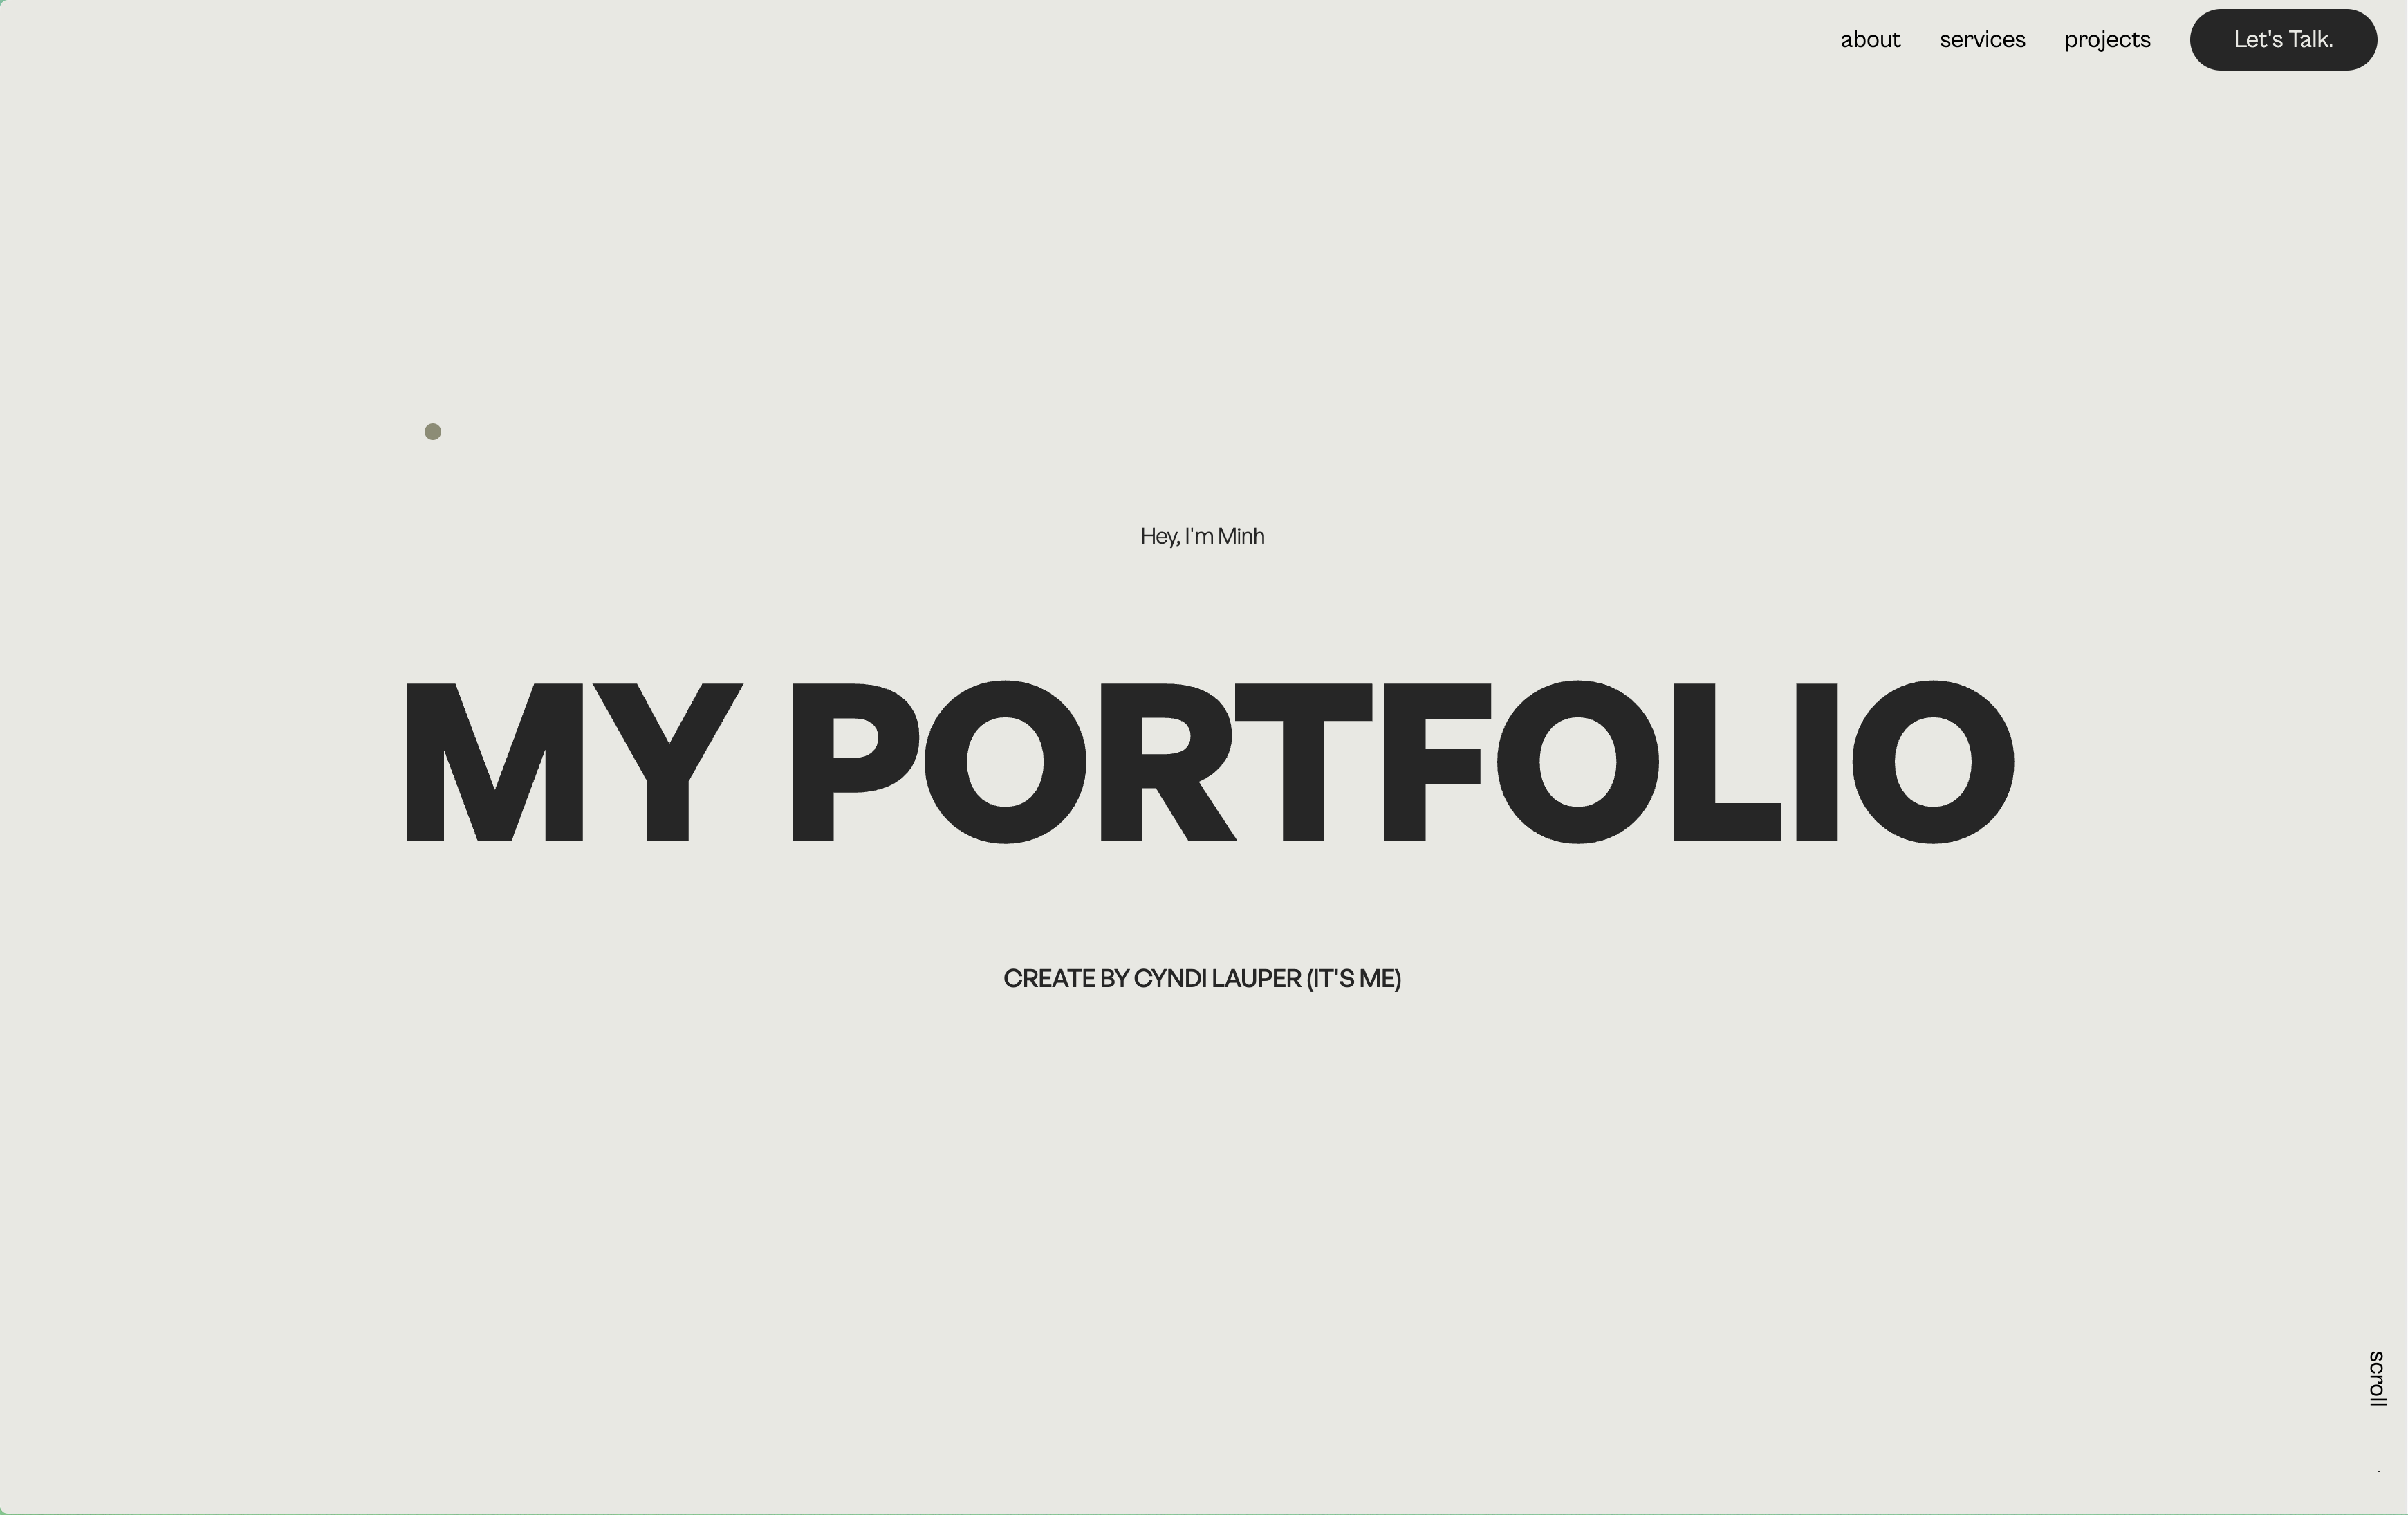 about services projects Let's Talk.
Hey, I'm Minh
MY PORTFOLIO
CREATE BY CYNDI LAUPER (IT'S ME)
scroll